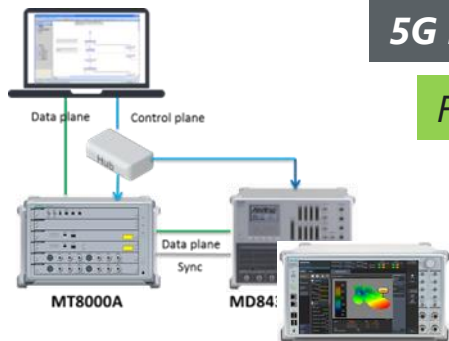 5G
Data plane
Control plane
Hub
Data plane
Sync
MT8000A
MD84